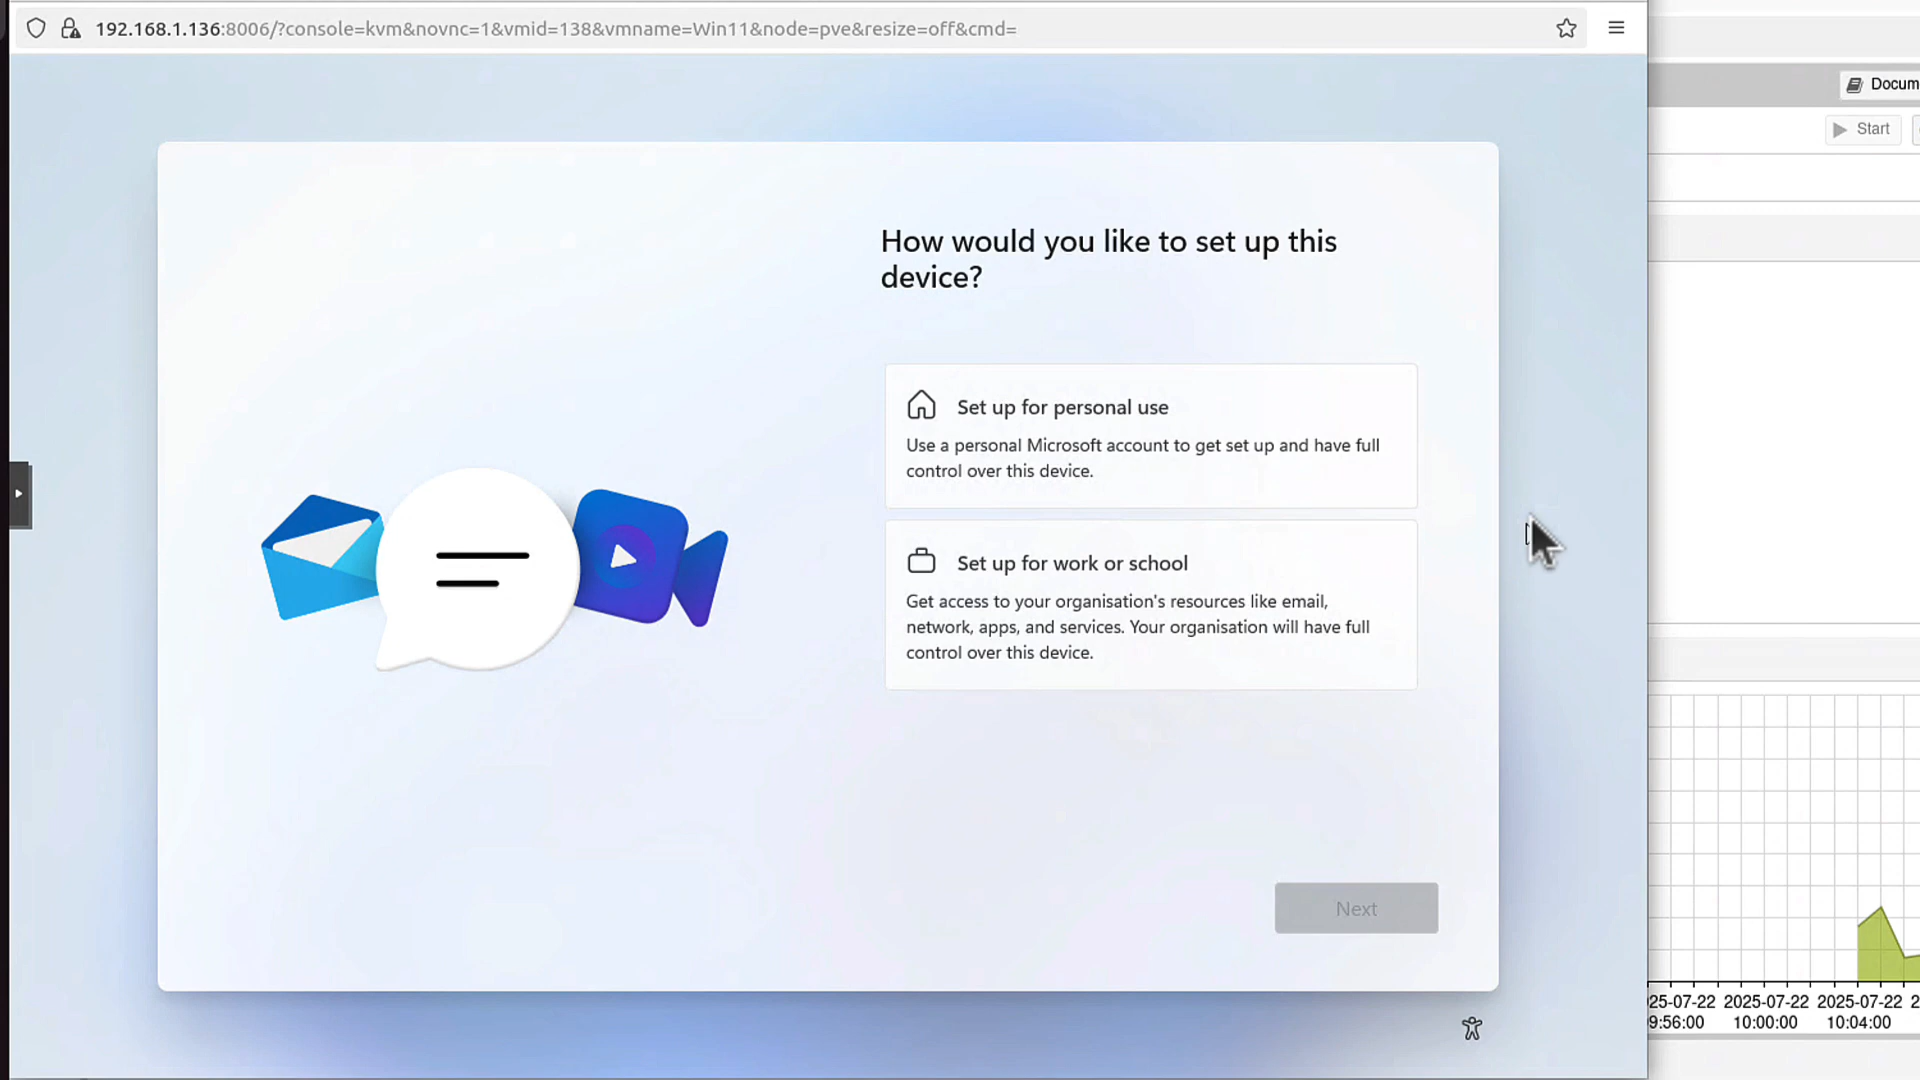 192.168.1.136:8006/?console=kvm&novnc=1&vmid=138&vmname=Win11&node=pve&resize=off&cmd=
Docum
Start
How would you like to set up this
device?
Set up for personal use
Use a personal Microsoft account to get set up and have full
control over this device.
Set up for work or school
Get access to your organisation's resources like email,
network, apps, and services. Your organisation will have full
control over this device.
Next
25-07-22 2025-07-22 2025-07-22 2
9:56:00 10:00:00 10:04:00